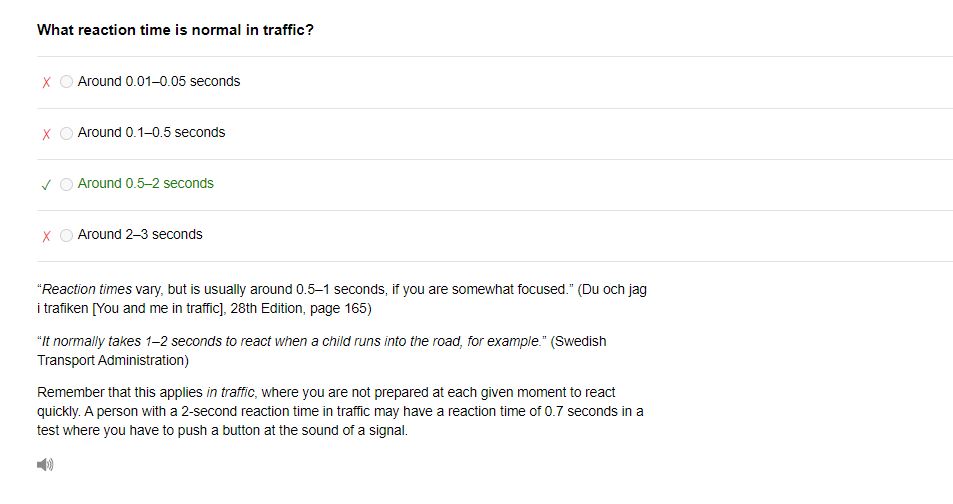 What reaction time is normal in traffic?
✗ Around 0.01–0.05 seconds
✗ Around 0.1–0.5 seconds
✓ Around 0.5–2 seconds
✗ Around 2–3 seconds
“Reaction times vary, but is usually around 0.5–1 seconds, if you are somewhat focused.” (Du och jag
i trafiken [You and me in traffic], 28th Edition, page 165)
“It normally takes 1–2 seconds to react when a child runs into the road, for example.” (Swedish
Transport Administration)
Remember that this applies in traffic, where you are not prepared at each given moment to react
quickly. A person with a 2-second reaction time in traffic may have a reaction time of 0.7 seconds in a
test where you have to push a button at the sound of a signal.